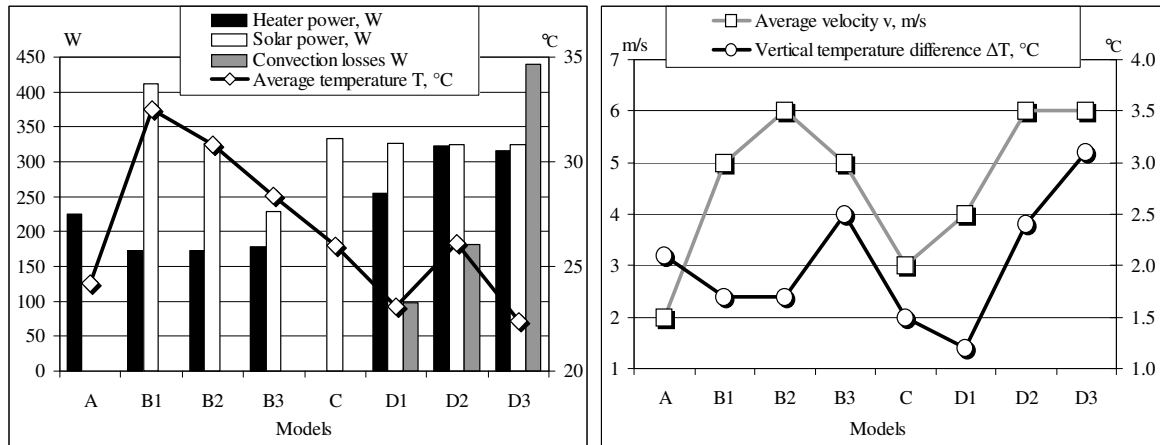 Heater power, W
Solar power, W
Convection losses W
Average temperature T, °C
W
°C
450
400
350
300
250
200
150
100
50
0
35
30
25
20
A B1 B2 B3 C D1 D2 D3
Models
Average velocity v, m/s
Vertical temperature difference ΔT, °C
m/s
°C
7
6
5
4
3
2
1
4.0
3.5
3.0
2.5
2.0
1.5
1.0
A B1 B2 B3 C D1 D2 D3
Models